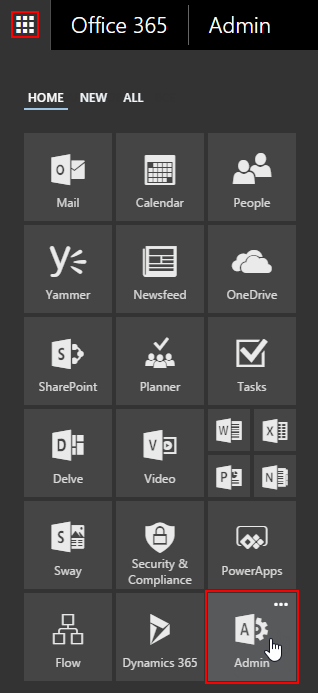 Office 365 Admin
HOME NEW ALL
Mail Calendar People
Yammer Newsfeed OneDrive
SharePoint Planner Tasks
W X
P N
Delve Video
Sway Security &
Compliance PowerApps
Flow Dynamics 365 Admin